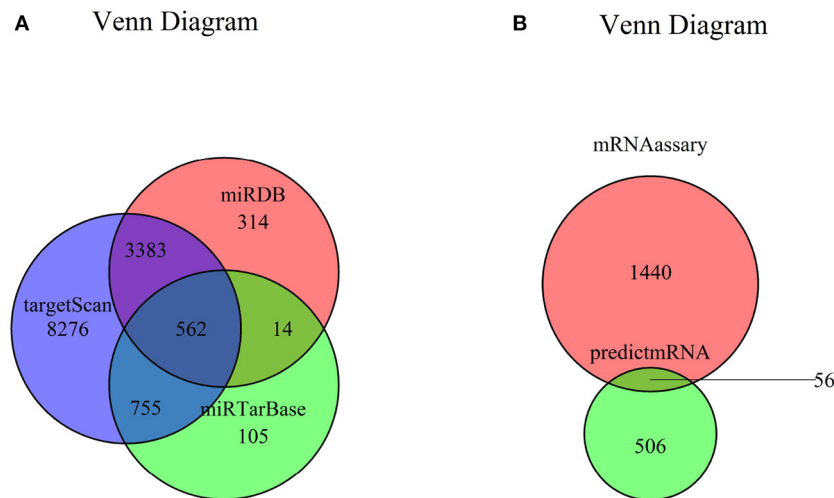 A
Venn Diagram
miRDB
314
3383
targetScan
8276
562
14
755
miRTarBase
105
B
Venn Diagram
mRNAassary
1440
predictmRNA
56
506